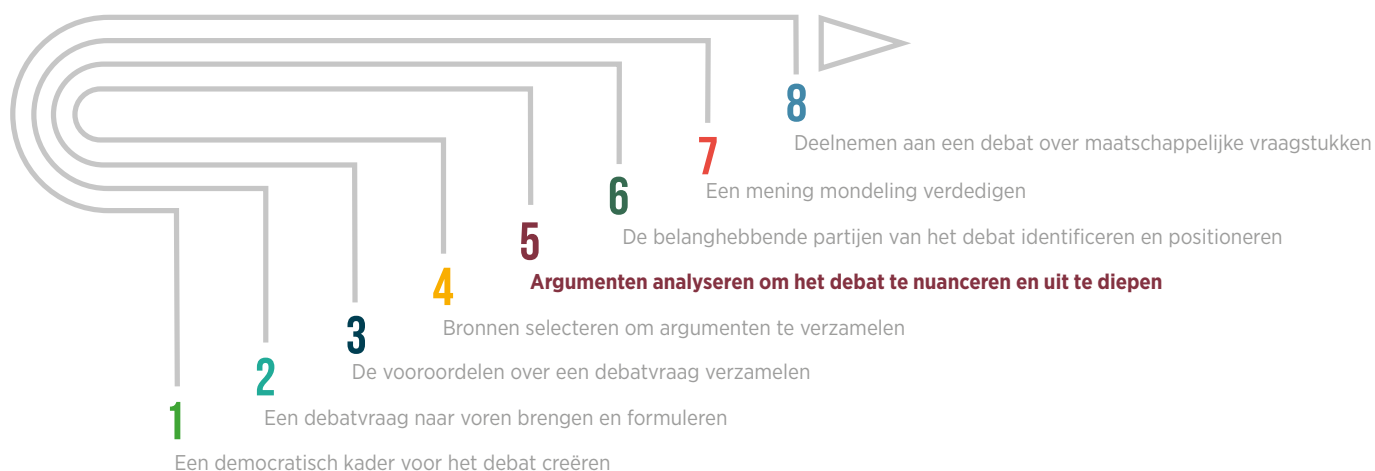 8
Deelnemen aan een debat over maatschappelijke vraagstukken
7
Een mening mondeling verdedigen
6
De belanghebbende partijen van het debat identificeren en positioneren
5
Argumenten analyseren om het debat te nuanceren en uit te diepen
4
Bronnen selecteren om argumenten te verzamelen
3
De vooroordelen over een debatvraag verzamelen
2
Een debatvraag naar voren brengen en formuleren
1
Een democratisch kader voor het debat creëren